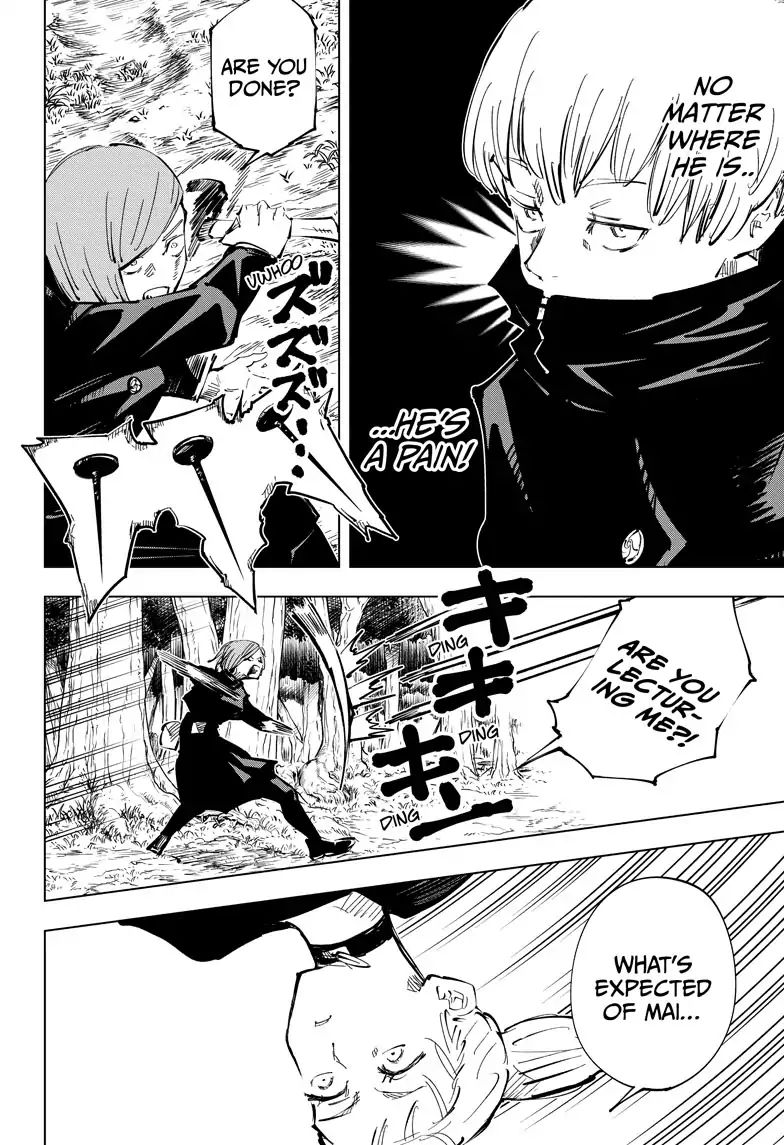 NO
MATTER
WHERE
HE IS..
...HE'S
A PAIN!
ARE YOU
DONE?
VWHOO
ズズズ...
ARE YOU
LECTUR-
ING ME?!
キ
DING
キ
DING
キーン
DING
WHAT'S
EXPECTED
OF MAI...